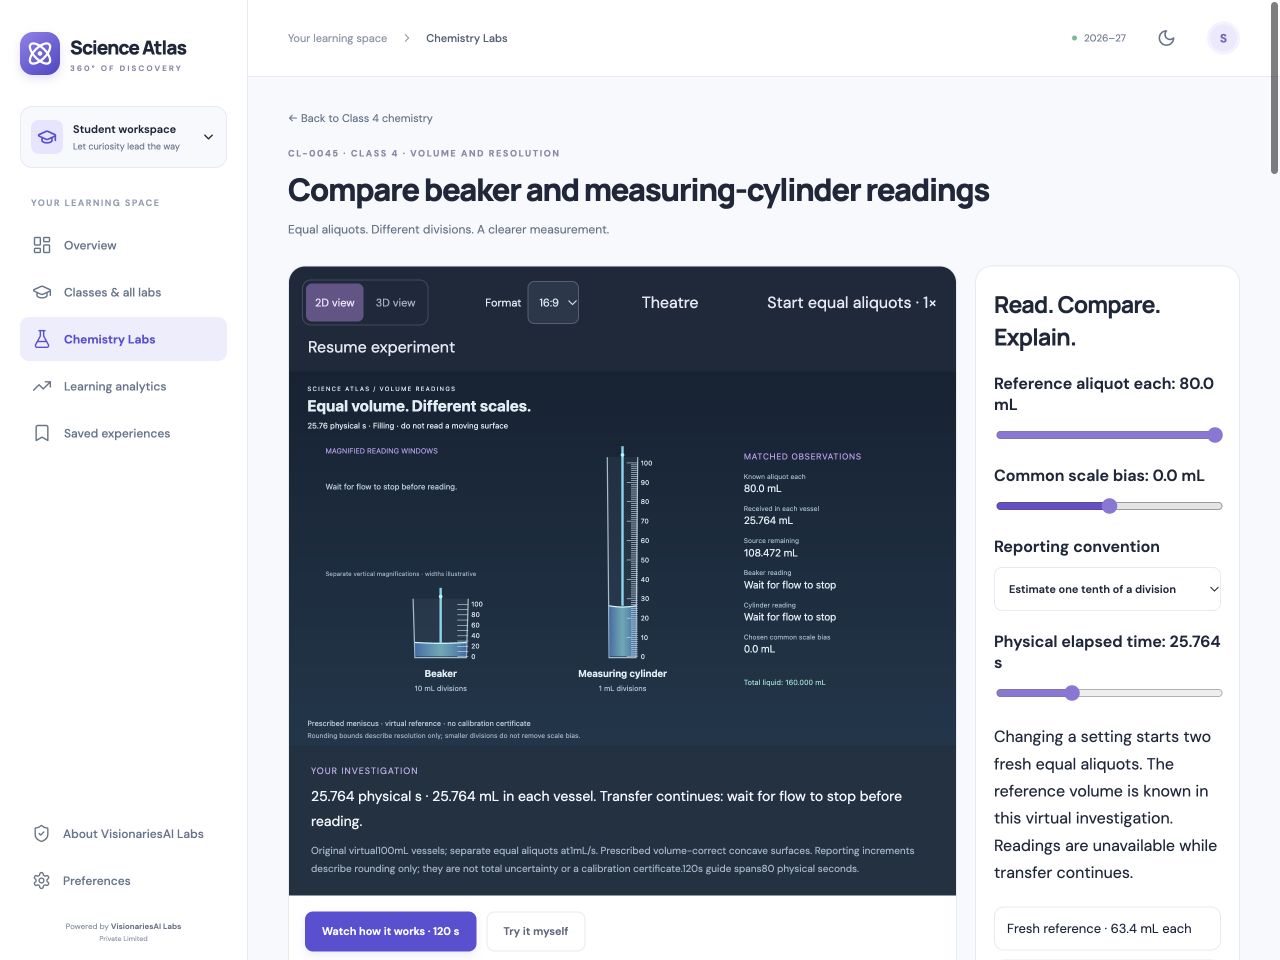 Science Atlas
360° OF DISCOVERY
Student workspace
Let curiosity lead the way
YOUR LEARNING SPACE
Overview
Classes & all labs
Chemistry Labs
Learning analytics
Saved experiences
About VisionariesAI Labs
Preferences
Powered by VisionariesAI Labs
Private Limited
Your learning space > Chemistry Labs
2026–27
S
← Back to Class 4 chemistry
CL-0045 · CLASS 4 · VOLUME AND RESOLUTION
Compare beaker and measuring-cylinder readings
Equal aliquots. Different divisions. A clearer measurement.
2D view
3D view
Format
16:9
Theatre
Start equal aliquots · 1×
Resume experiment
SCIENCE ATLAS / VOLUME READINGS
Equal volume. Different scales.
25.76 physical s · Filling · do not read a moving surface
MAGNIFIED READING WINDOWS
Wait for flow to stop before reading.
Separate vertical magnifications · widths illustrative
100
80
60
40
20
0
Beaker
10 mL divisions
100
90
80
70
60
50
40
30
20
10
0
Measuring cylinder
1 mL divisions
MATCHED OBSERVATIONS
Known aliquot each
80.0 mL
Received in each vessel
25.764 mL
Source remaining
108.472 mL
Beaker reading
Wait for flow to stop
Cylinder reading
Wait for flow to stop
Chosen common scale bias
0.0 mL
Total liquid: 160.000 mL
Prescribed meniscus · virtual reference · no calibration certificate
Rounding bounds describe resolution only; smaller divisions do not remove scale bias.
YOUR INVESTIGATION
25.764 physical s · 25.764 mL in each vessel. Transfer continues: wait for flow to stop before
reading.
Original virtual100mL vessels; separate equal aliquots at1mL/s. Prescribed volume-correct concave surfaces. Reporting increments
describe rounding only; they are not total uncertainty or a calibration certificate.120s guide spans80 physical seconds.
Watch how it works · 120 s
Try it myself
Read. Compare.
Explain.
Reference aliquot each: 80.0
mL
Common scale bias: 0.0 mL
Reporting convention
Estimate one tenth of a division
Physical elapsed time: 25.764
s
Changing a setting starts two
fresh equal aliquots. The
reference volume is known in
this virtual investigation.
Readings are unavailable while
transfer continues.
Fresh reference · 63.4 mL each